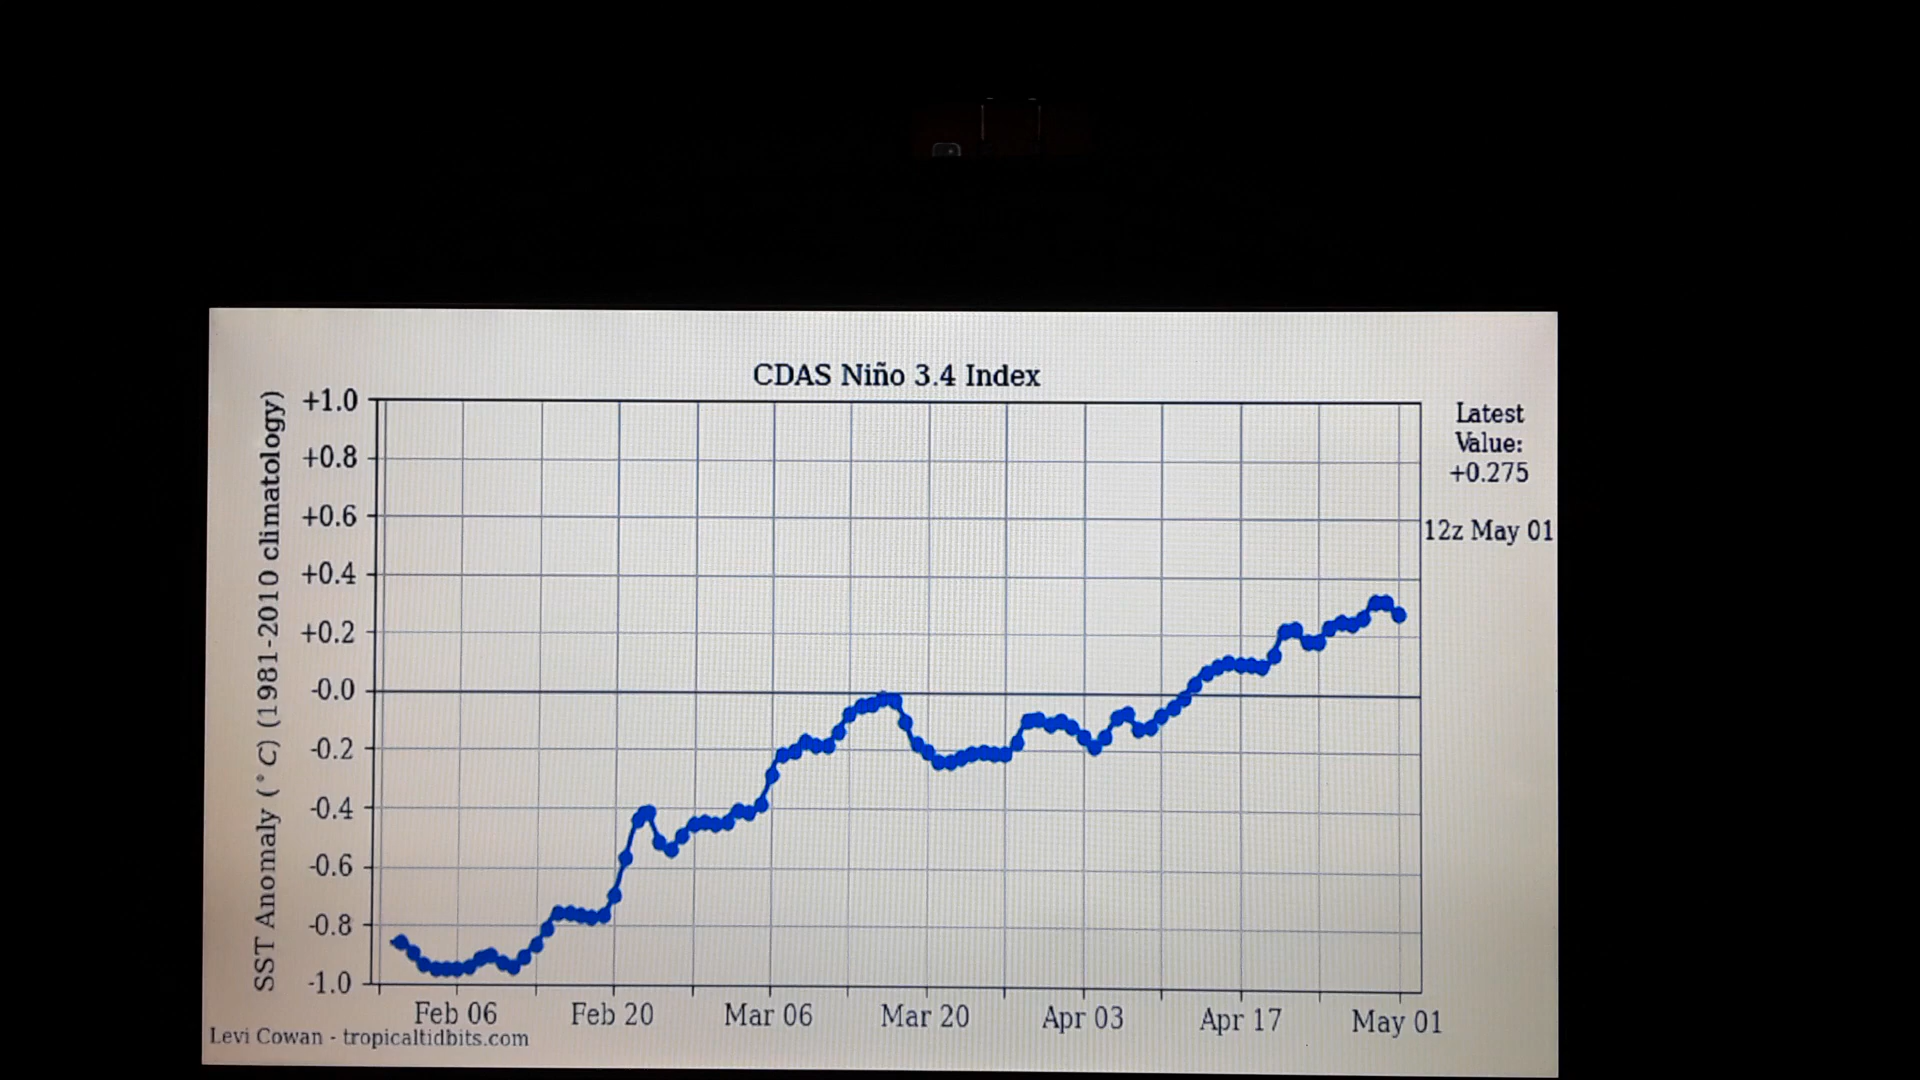 CDAS Niño 3.4 Index
SST Anomaly (°C) (1981-2010 climatology)
+1.0
+0.8
+0.6
+0.4
+0.2
-0.0
-0.2
-0.4
-0.6
-0.8
-1.0
Feb 06 Feb 20 Mar 06 Mar 20 Apr 03 Apr 17 May 01
Latest
Value:
+0.275
12z May 01
Levi Cowan - tropicaltidbits.com